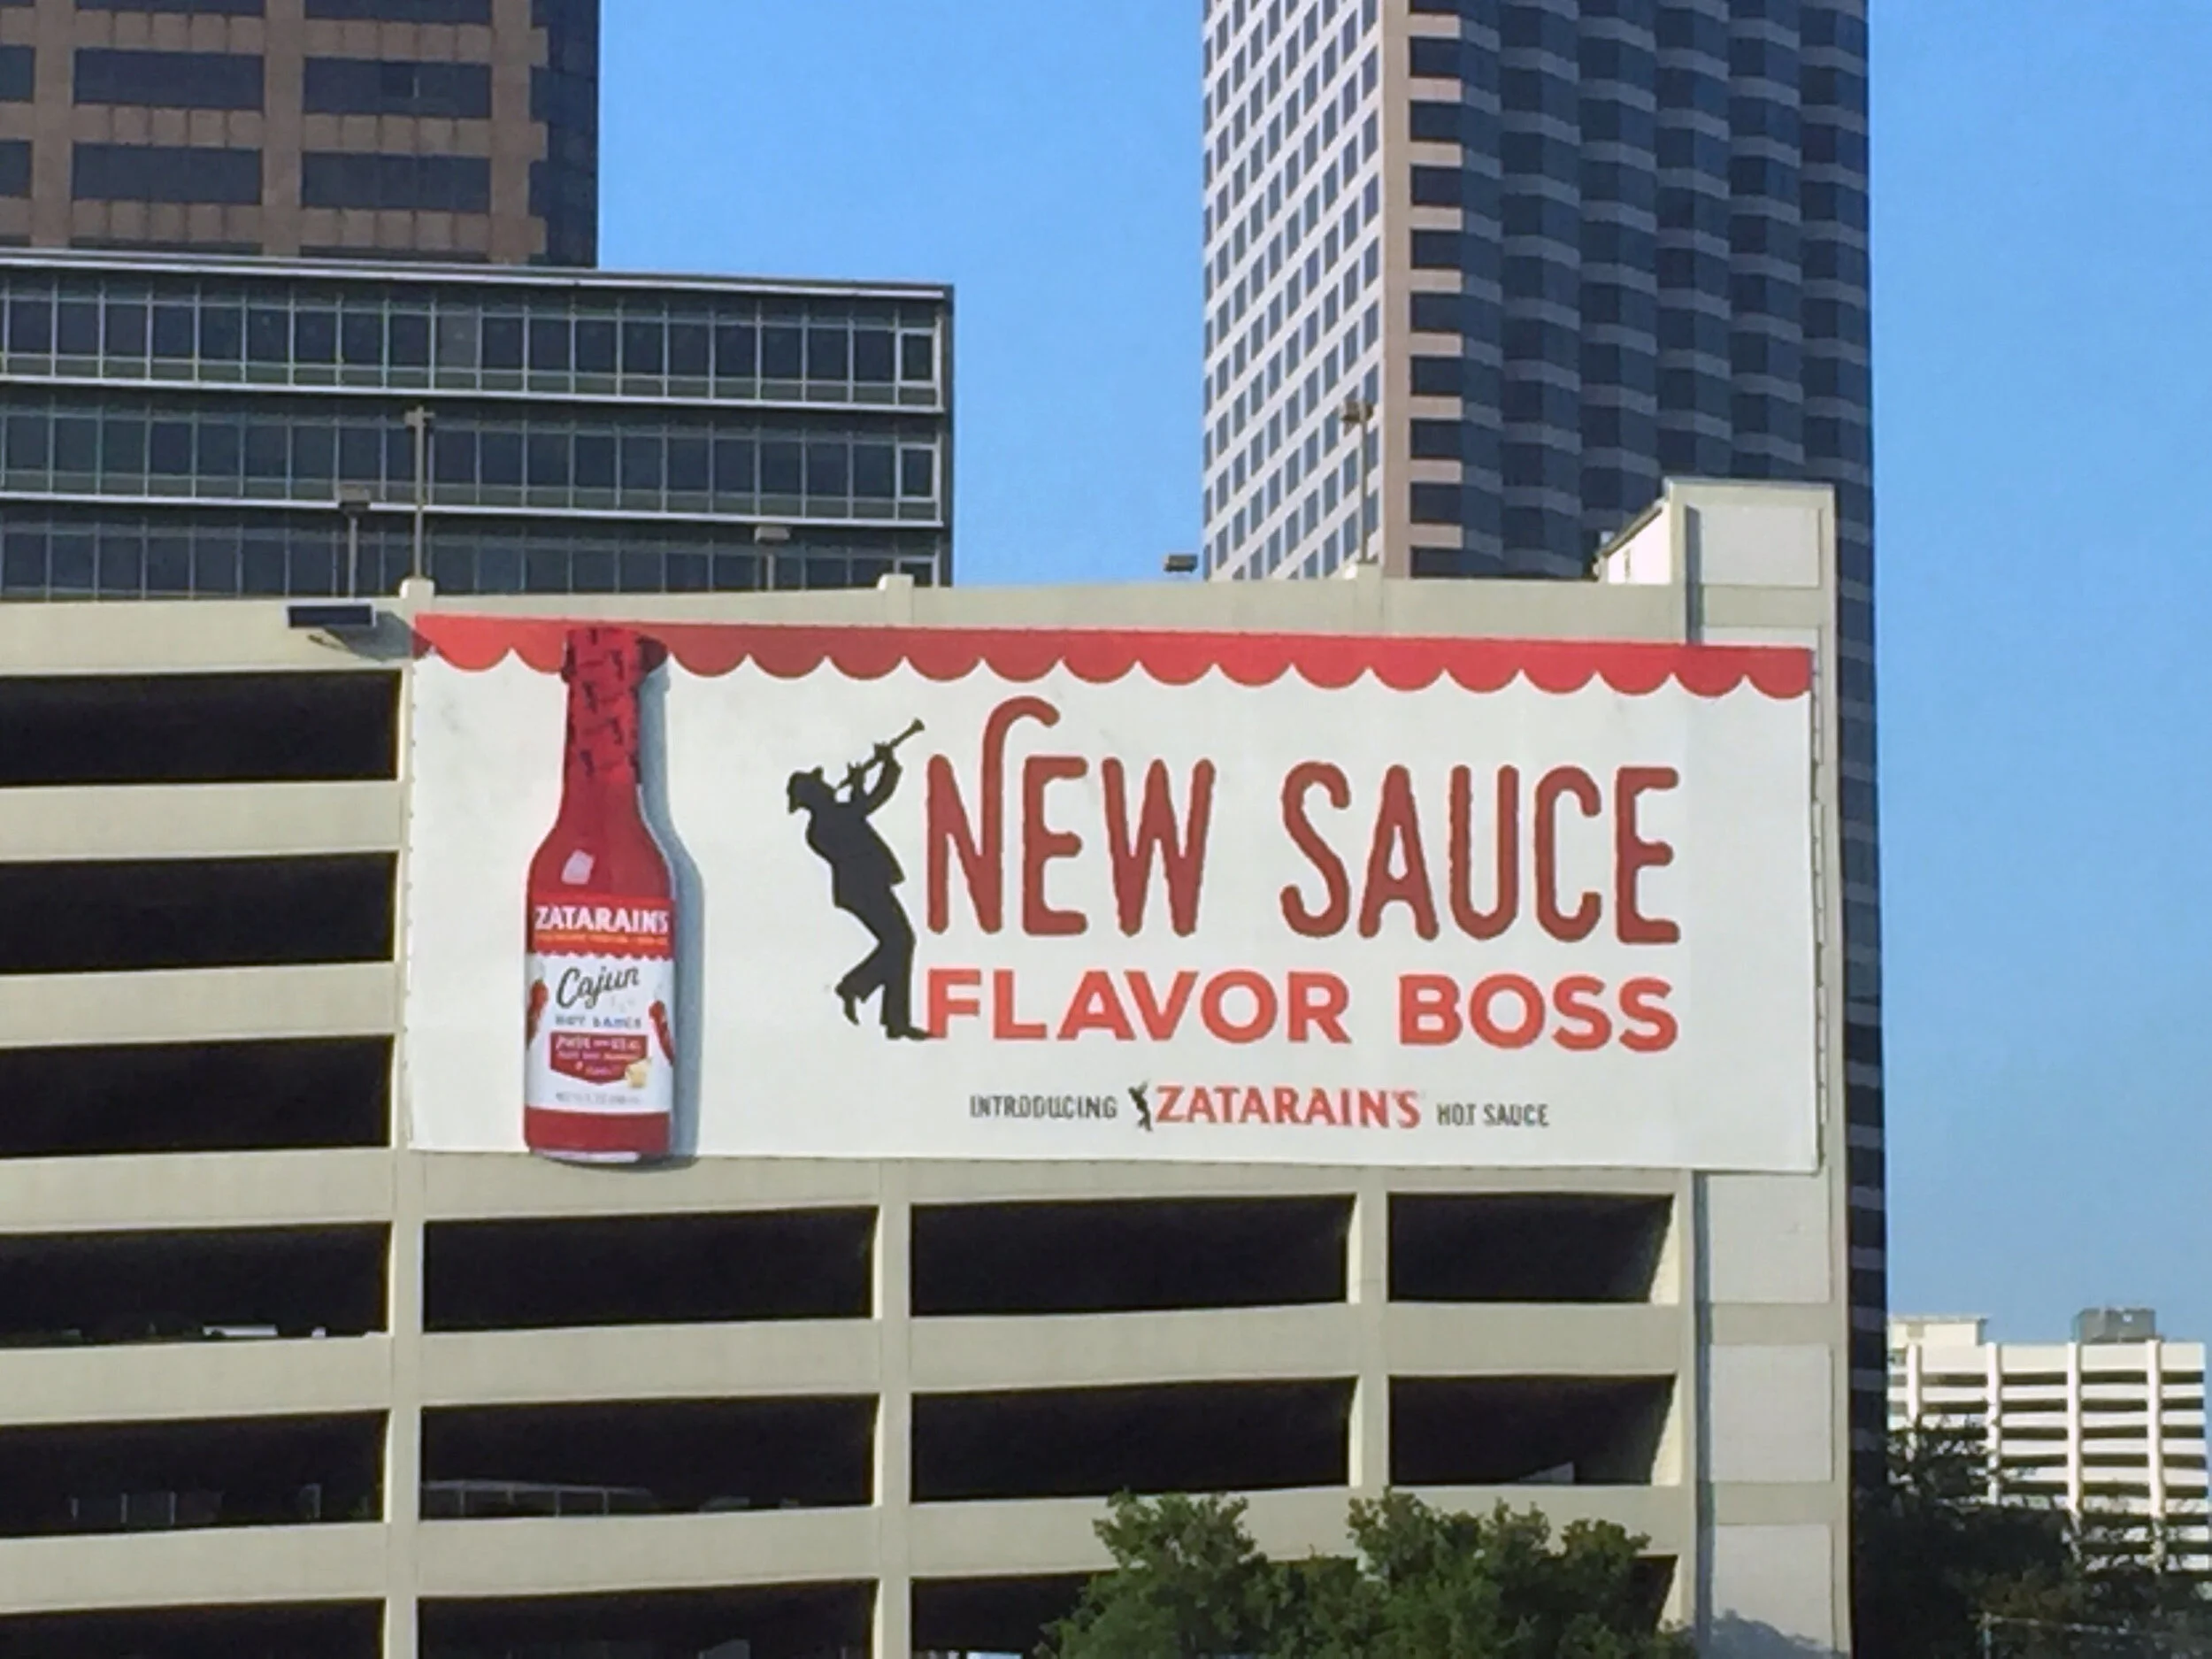 NEW SAUCE
FLAVOR BOSS
INTRODUCING ZATARAIN'S HOT SAUCE
ZATARAIN'S
Cajun
HOT SAUCE